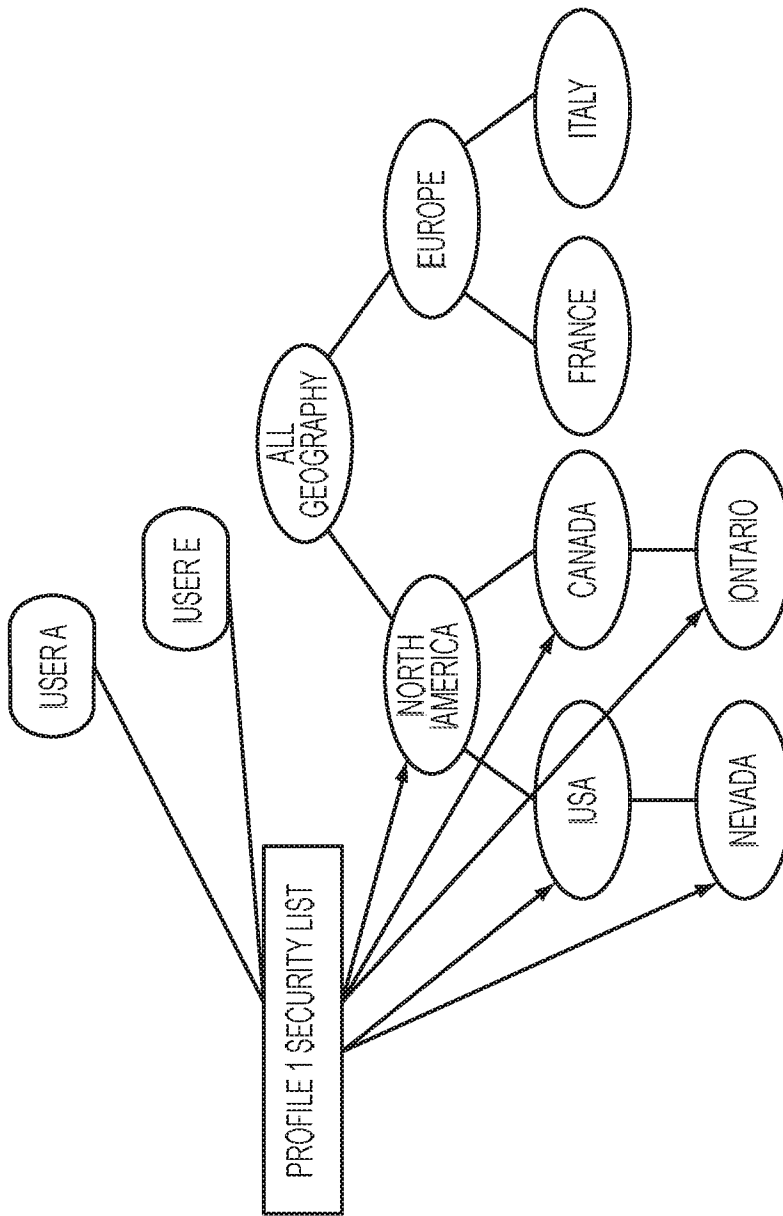 USER A
USER E
PROFILE 1 SECURITY LIST
ALL
GEOGRAPHY
NORTH
AMERICA
EUROPE
USA
CANADA
FRANCE
ITALY
NEVADA
ONTARIO